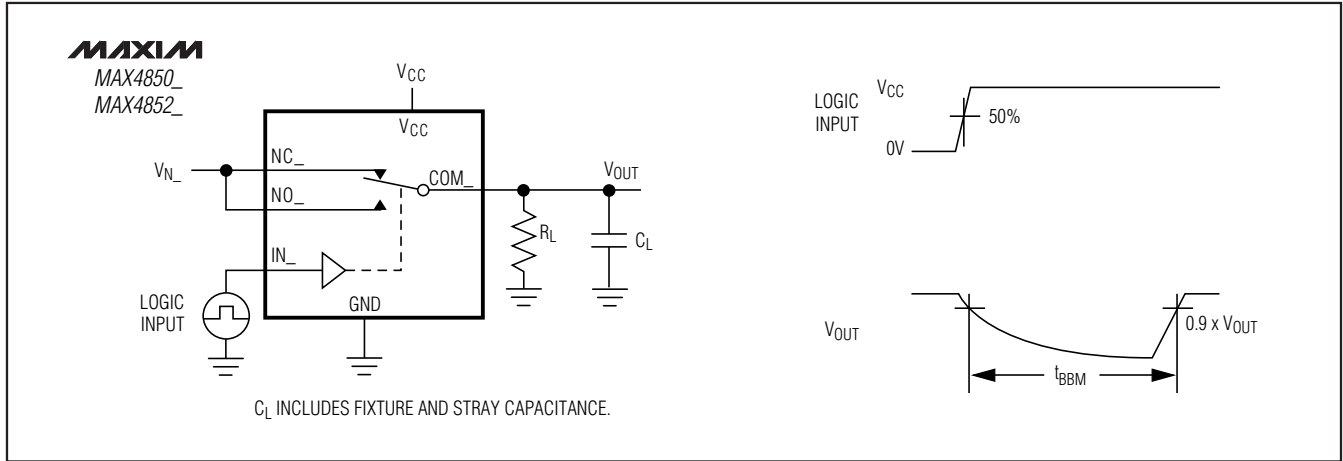 MAXIM
MAX4850_
MAX4852_
VCC
VCC
VN_
NC_
NO_
COM_
VOUT
RL
CL
IN_
LOGIC
INPUT
GND
CL INCLUDES FIXTURE AND STRAY CAPACITANCE.
LOGIC
INPUT
VCC
50%
0V
VOUT
0.9 x VOUT
tBBM